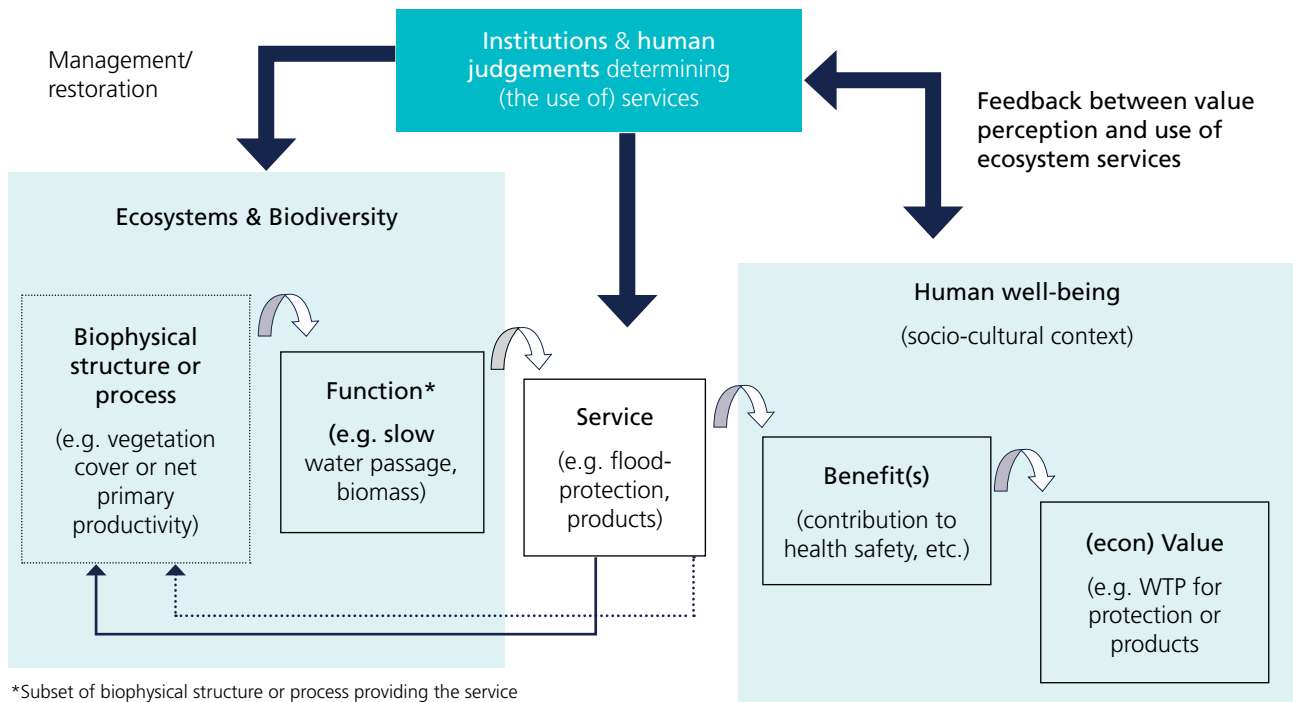 Management/
restoration
Institutions & human
judgements determining
(the use of) services
Feedback between value
perception and use of
ecosystem services
Ecosystems & Biodiversity
Biophysical
structure or
process
(e.g. vegetation
cover or net
primary
productivity)
Function*
(e.g. slow
water passage,
biomass)
Service
(e.g. flood-
protection,
products)
Human well-being
(socio-cultural context)
Benefit(s)
(contribution to
health safety, etc.)
(econ) Value
(e.g. WTP for
protection or
products
*Subset of biophysical structure or process providing the service